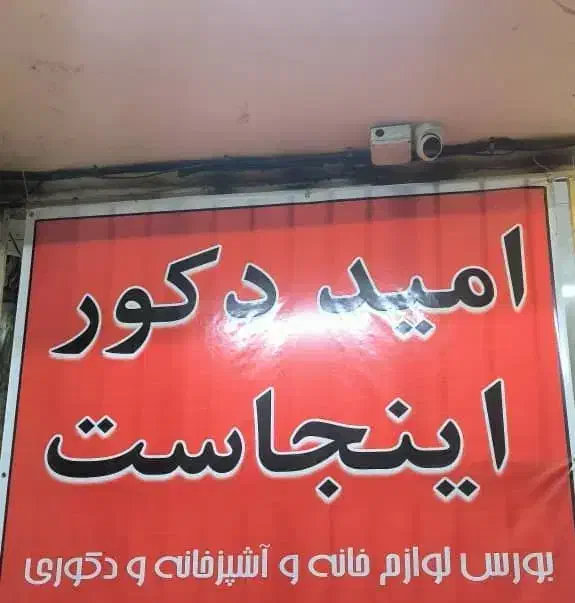 امید دکور
اینجاست
بورس لوازم خانه و آشپزخانه و دکوری